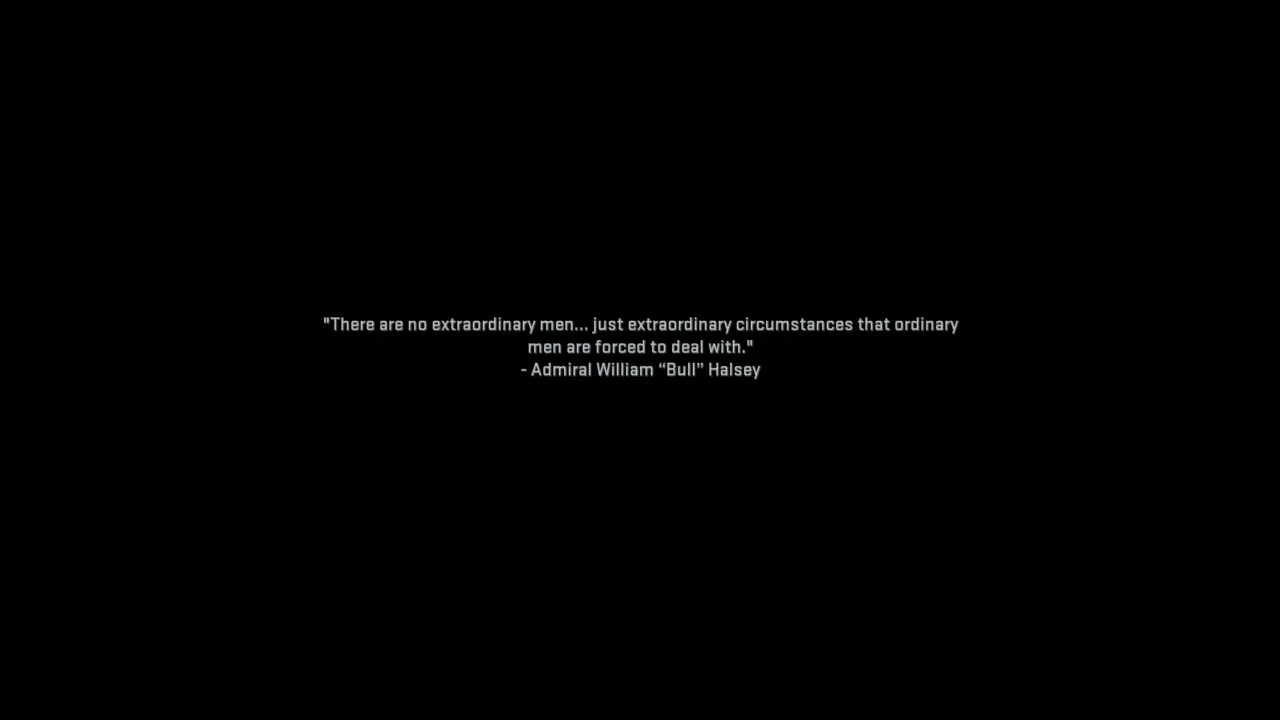 "There are no extraordinary men... just extraordinary circumstances that ordinary
men are forced to deal with."
- Admiral William “Bull” Halsey